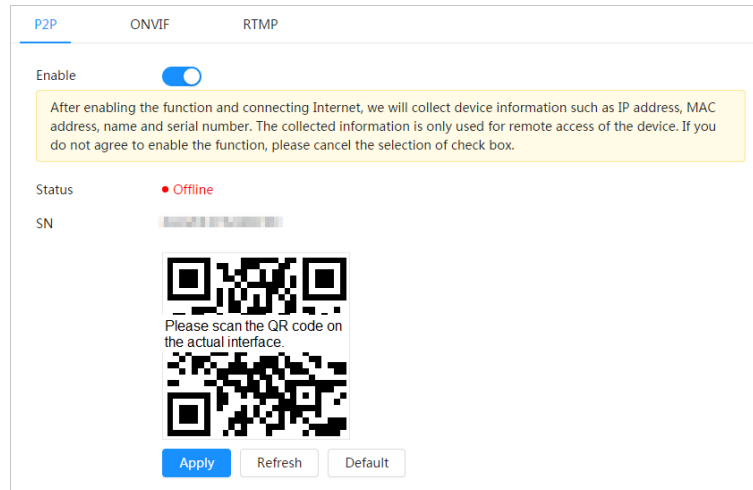 P2P ONVIF RTMP
Enable
After enabling the function and connecting Internet, we will collect device information such as IP address, MAC
address, name and serial number. The collected information is only used for remote access of the device. If you
do not agree to enable the function, please cancel the selection of check box.
Status Offline
SN
Please scan the QR code on
the actual interface.
Apply Refresh Default